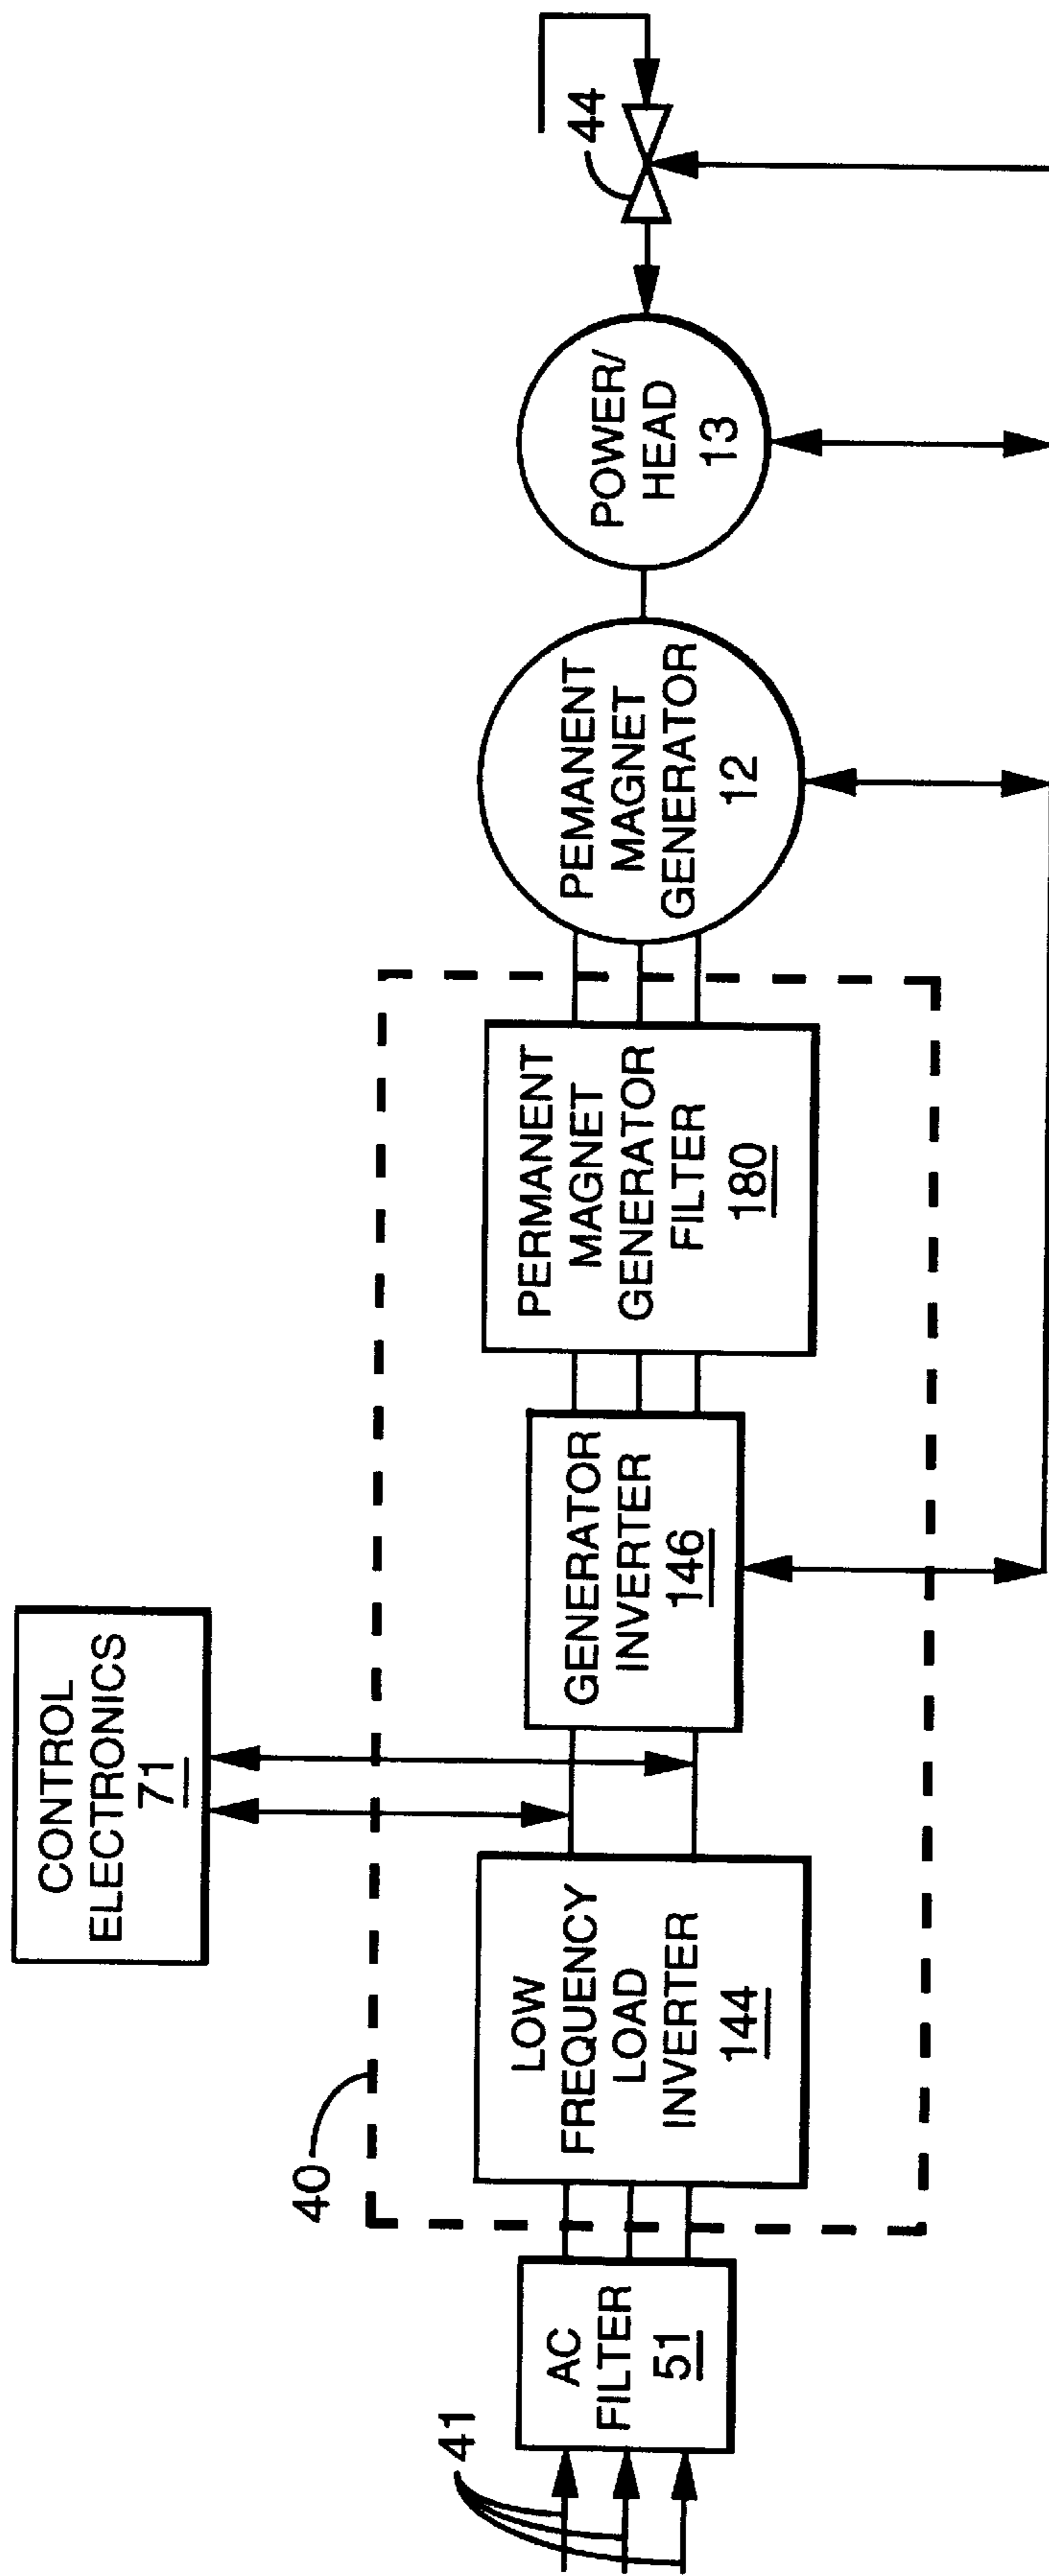 CONTROL
ELECTRONICS
71
40
44
41
AC
FILTER
51
LOW
FREQUENCY
LOAD
INVERTER
144
GENERATOR
INVERTER
146
PERMANENT
MAGNET
GENERATOR
FILTER
180
PEMANENT
MAGNET
GENERATOR
12
POWER/
HEAD
13